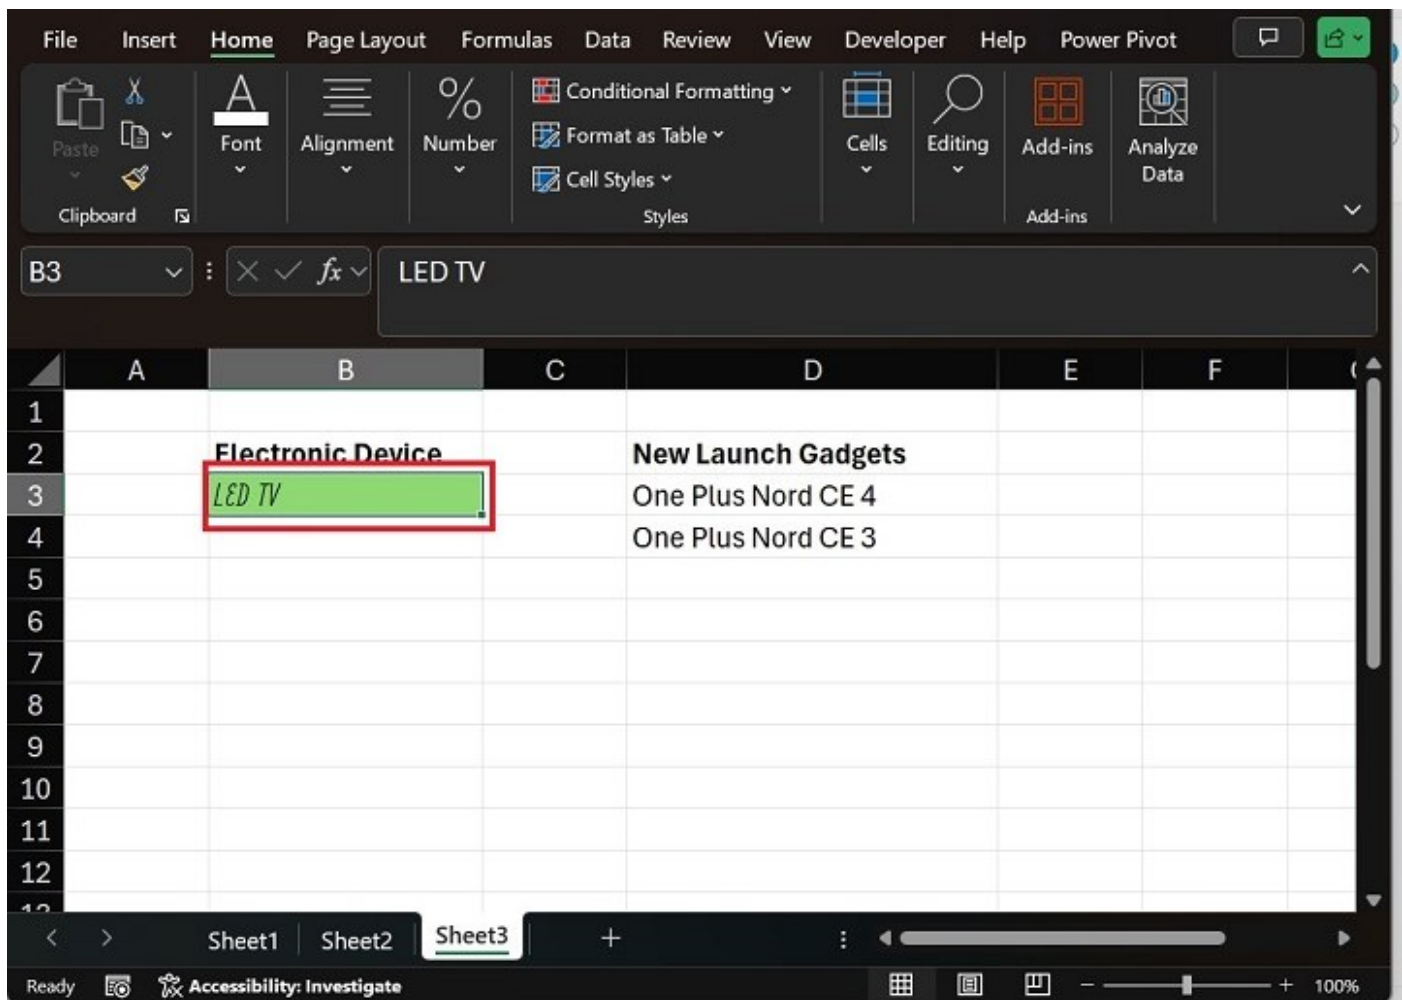 File Insert Home Page Layout Formulas Data Review View Developer Help Power Pivot
Paste
Clipboard
Font
Alignment
Number
Conditional Formatting
Format as Table
Cell Styles
Styles
Cells
Editing
Add-ins
Add-ins
Analyze
Data
B3 fx LED TV
A B C D E F
1
2 Electronic Device New Launch Gadgets
3 LED TV One Plus Nord CE 4
4 One Plus Nord CE 3
5
6
7
8
9
10
11
12
Sheet1 Sheet2 Sheet3 +
Ready Accessibility: Investigate - + 100%